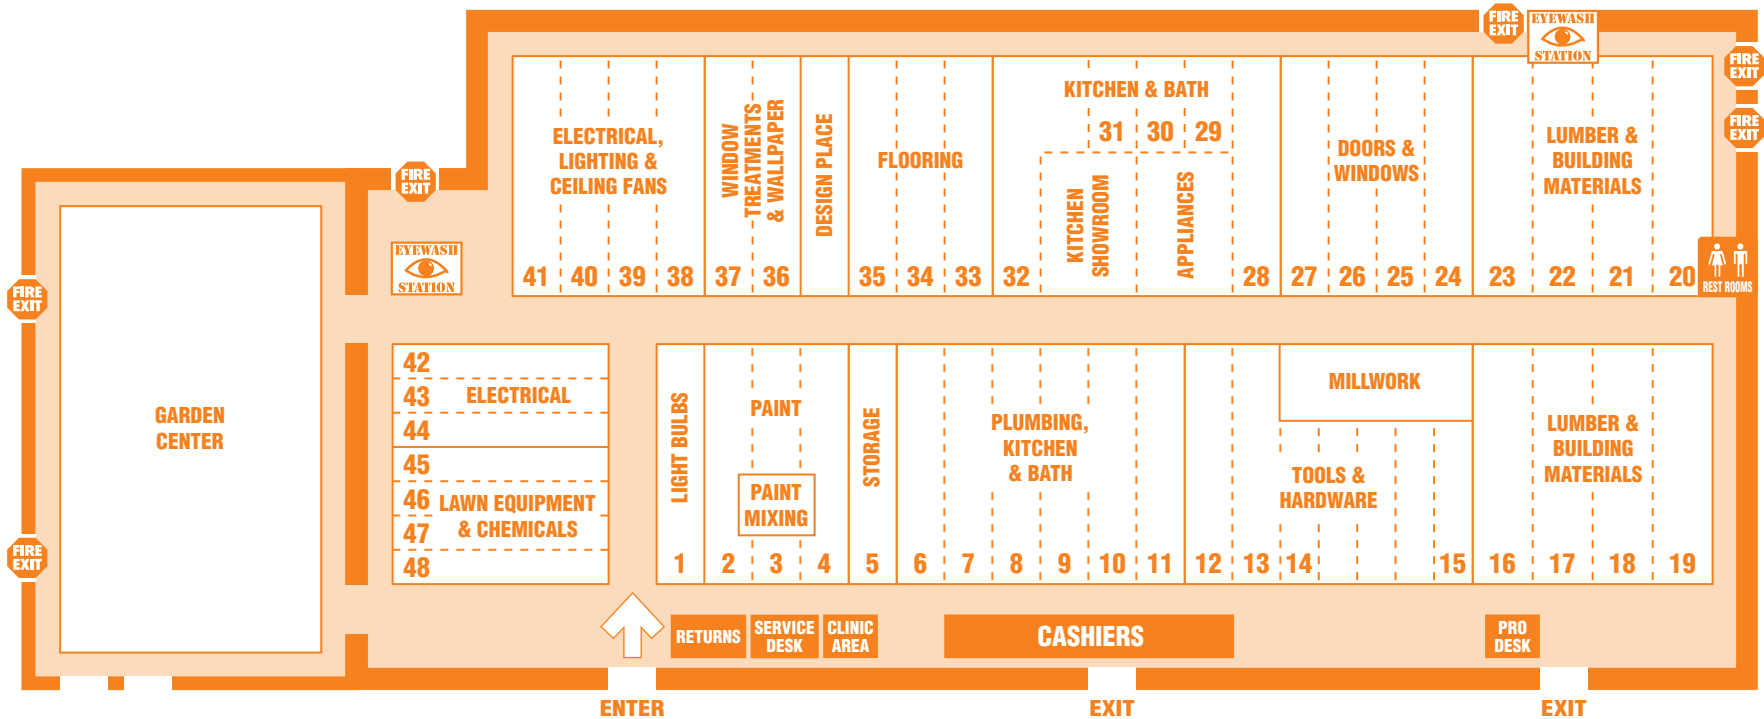 FIRE
EXIT
EYEWASH
STATION
FIRE
EXIT
FIRE
EXIT
FIRE
EXIT
EYEWASH
STATION
FIRE
EXIT
FIRE
EXIT
ELECTRICAL,
LIGHTING &
CEILING FANS
WINDOW
TREATMENTS
& WALLPAPER
DESIGN PLACE
FLOORING
KITCHEN & BATH
31 30 29
KITCHEN
SHOWROOM
APPLIANCES
DOORS &
WINDOWS
LUMBER &
BUILDING
MATERIALS
41 40 39 38 37 36 35 34 33 32 28 27 26 25 24 23 22 21 20
REST ROOMS
GARDEN
CENTER
42
43 ELECTRICAL
44
45
46 LAWN EQUIPMENT
47 & CHEMICALS
48
LIGHT BULBS
PAINT
PAINT
MIXING
STORAGE
PLUMBING,
KITCHEN
& BATH
MILLWORK
TOOLS &
HARDWARE
LUMBER &
BUILDING
MATERIALS
1 2 3 4 5 6 7 8 9 10 11 12 13 14 15 16 17 18 19
RETURNS
SERVICE
DESK
CLINIC
AREA
CASHIERS
PRO
DESK
ENTER
EXIT
EXIT